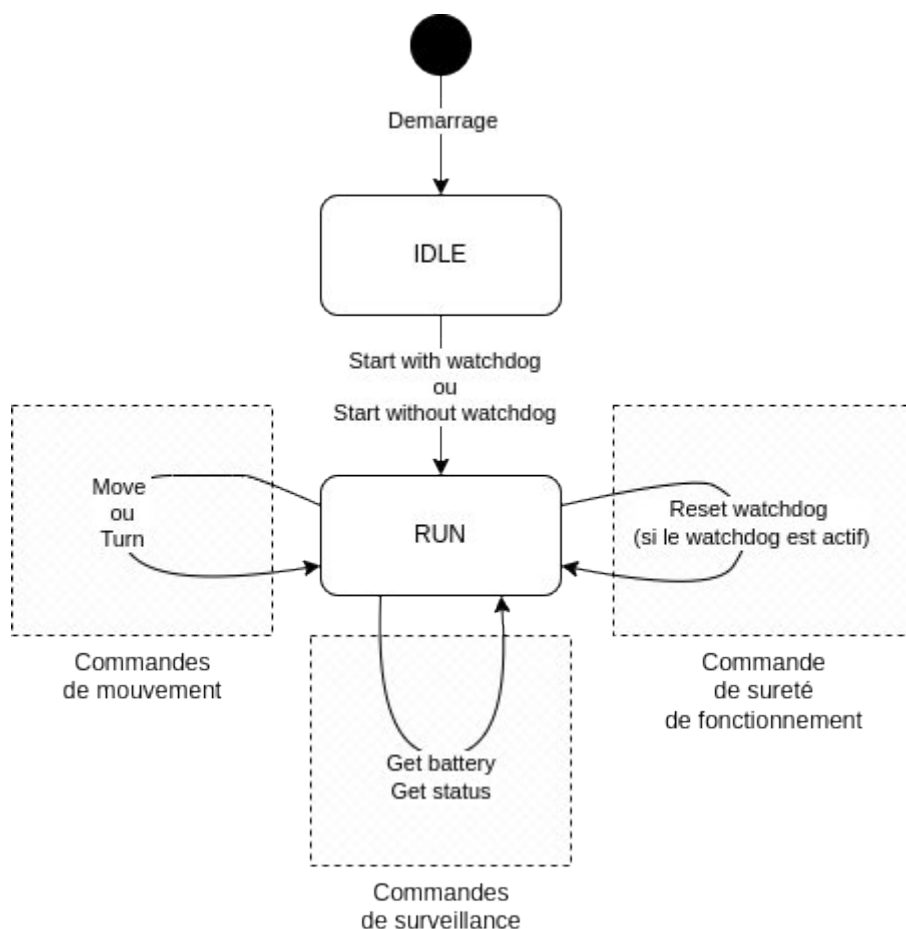 Demarrage
IDLE
Start with watchdog
ou
Start without watchdog
Move
ou
Turn
RUN
Reset watchdog
(si le watchdog est actif)
Commandes
de mouvement
Commande
de sureté
de fonctionnement
Get battery
Get status
Commandes
de surveillance